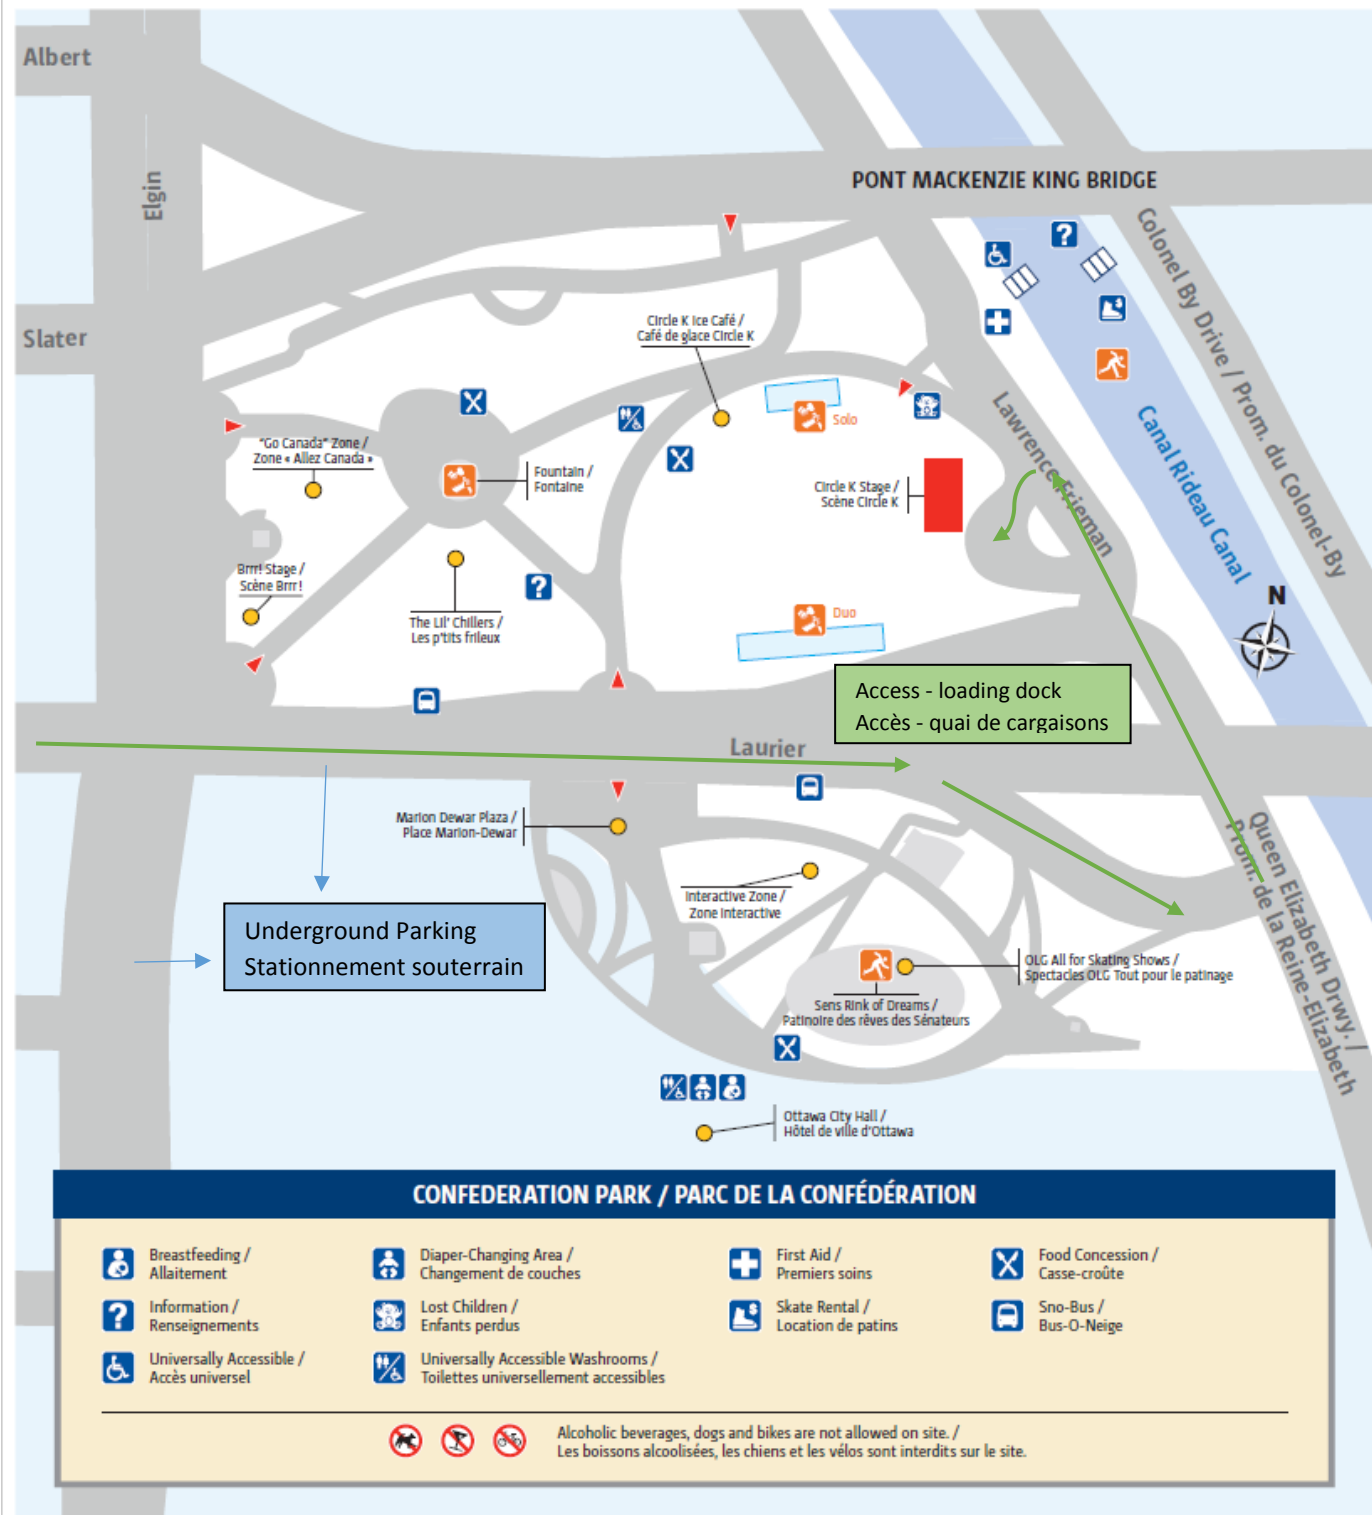 Albert
Elgin
PONT MACKENZIE KING BRIDGE
Colonel By Drive / Prom. du Colonel-By
Slater
Circle K Ice Café /
Café de glace Circle K
Solo
Lawrence Frieman
Canal Rideau Canal
"Go Canada" Zone /
Zone « Allez Canada »
Fountain /
Fontaine
Circle K Stage /
Scène Circle K
Brrr! Stage /
Scène Brrr !
The Lil' Chillers /
Les p'tits frileux
Duo
N
Access - loading dock
Accès - quai de cargaisons
Laurier
Marion Dewar Plaza /
Place Marion-Dewar
Queen Elizabeth Drwy. /
Prom. de la Reine-Elizabeth
Interactive Zone /
Zone Interactive
Underground Parking
Stationnement souterrain
OLG All for Skating Shows /
Spectacles OLG Tout pour le patinage
Sens Rink of Dreams /
Patinoire des rêves des Sénateurs
Ottawa City Hall /
Hôtel de ville d'Ottawa
CONFEDERATION PARK / PARC DE LA CONFÉDÉRATION
Breastfeeding /
Allaitement
Diaper-Changing Area /
Changement de couches
First Aid /
Premiers soins
Food Concession /
Casse-croûte
Information /
Renseignements
Lost Children /
Enfants perdus
Skate Rental /
Location de patins
Sno-Bus /
Bus-O-Neige
Universally Accessible /
Accès universel
Universally Accessible Washrooms /
Toilettes universellement accessibles
Alcoholic beverages, dogs and bikes are not allowed on site. /
Les boissons alcoolisées, les chiens et les vélos sont interdits sur le site.